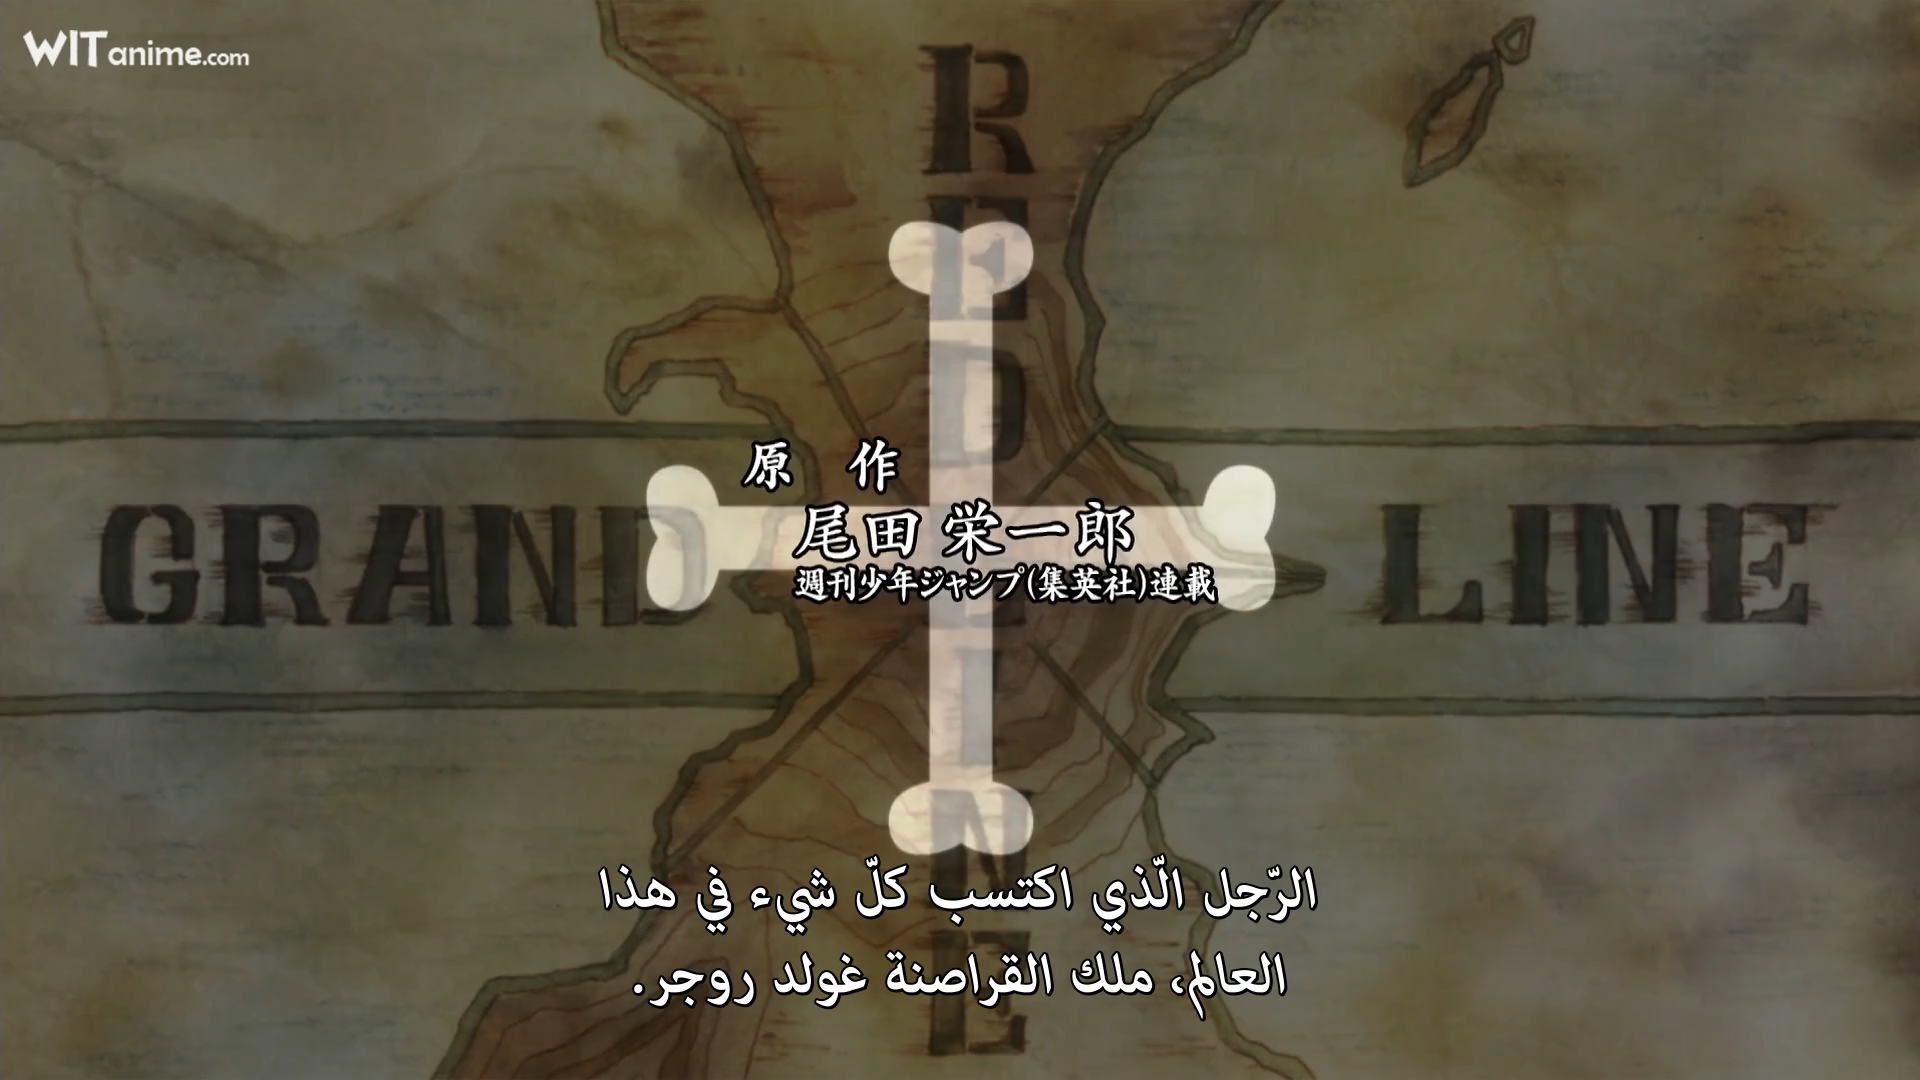 WITanime.com
RED LINE
GRAND LINE
原 作
尾田 栄一郎
週刊少年ジャンプ(集英社)連載
الرّجل الّذي اكتسب كلّ شيء في هذا
العالم، ملك القراصنة غولد روجر.